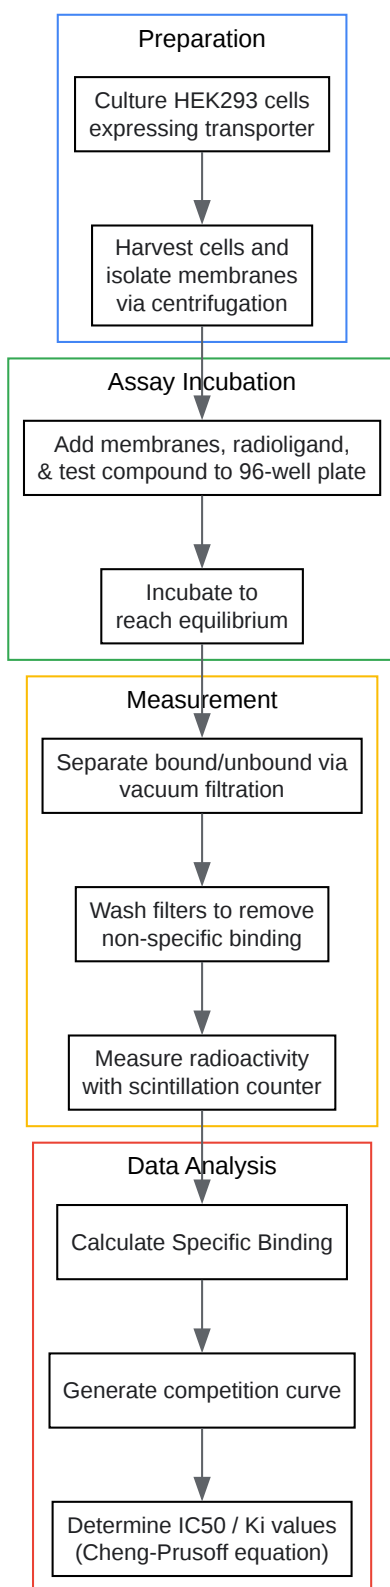 Preparation
Culture HEK293 cells
expressing transporter
Harvest cells and
isolate membranes
via centrifugation
Assay Incubation
Add membranes, radioligand,
& test compound to 96-well plate
Incubate to
reach equilibrium
Measurement
Separate bound/unbound via
vacuum filtration
Wash filters to remove
non-specific binding
Measure radioactivity
with scintillation counter
Data Analysis
Calculate Specific Binding
Generate competition curve
Determine IC50 / Ki values
(Cheng-Prusoff equation)